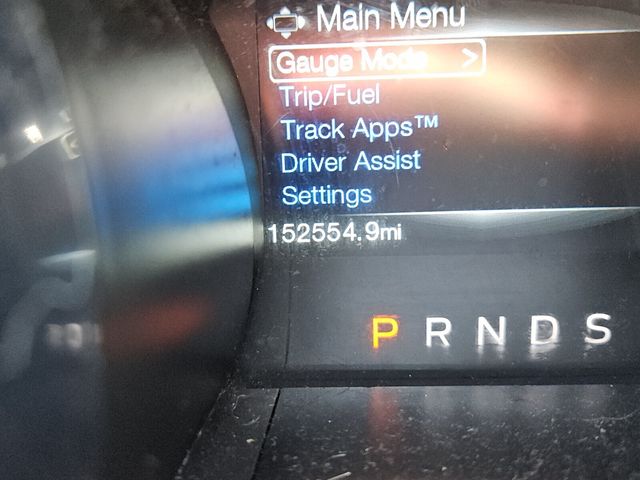 Main Menu
Gauge Mode >
Trip/Fuel
Track Apps™
Driver Assist
Settings
152554.9mi
P R N D S